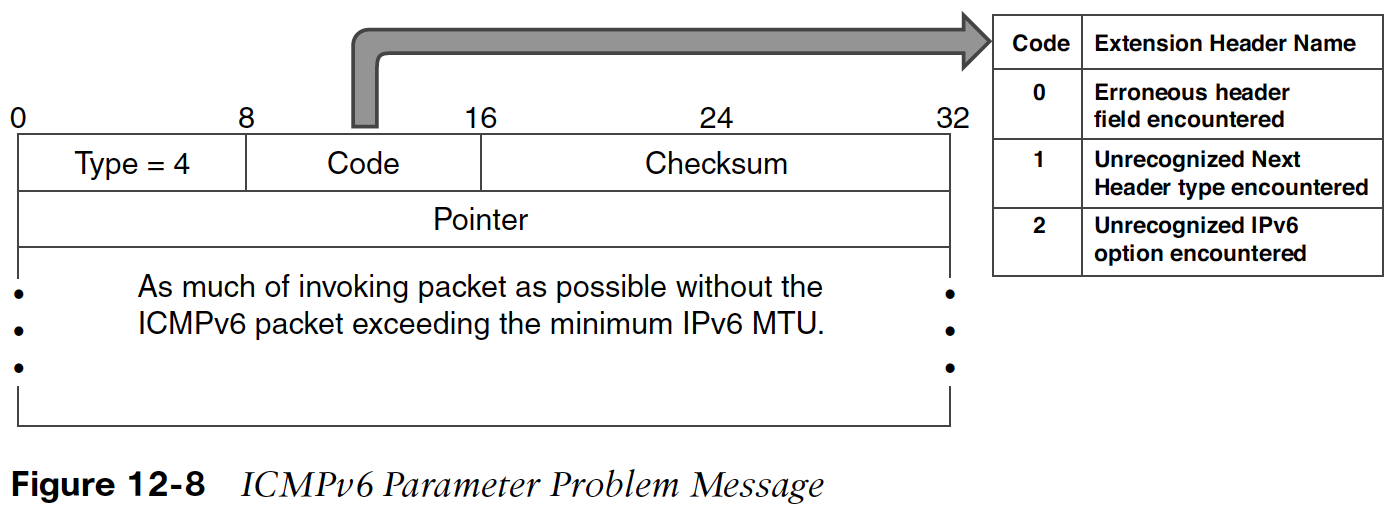 Code Extension Header Name
0 Erroneous header
field encountered
1 Unrecognized Next
Header type encountered
2 Unrecognized IPv6
option encountered
0 8 16 24 32
Type = 4 Code Checksum
Pointer
As much of invoking packet as possible without the
ICMPv6 packet exceeding the minimum IPv6 MTU.
Figure 12-8 ICMPv6 Parameter Problem Message